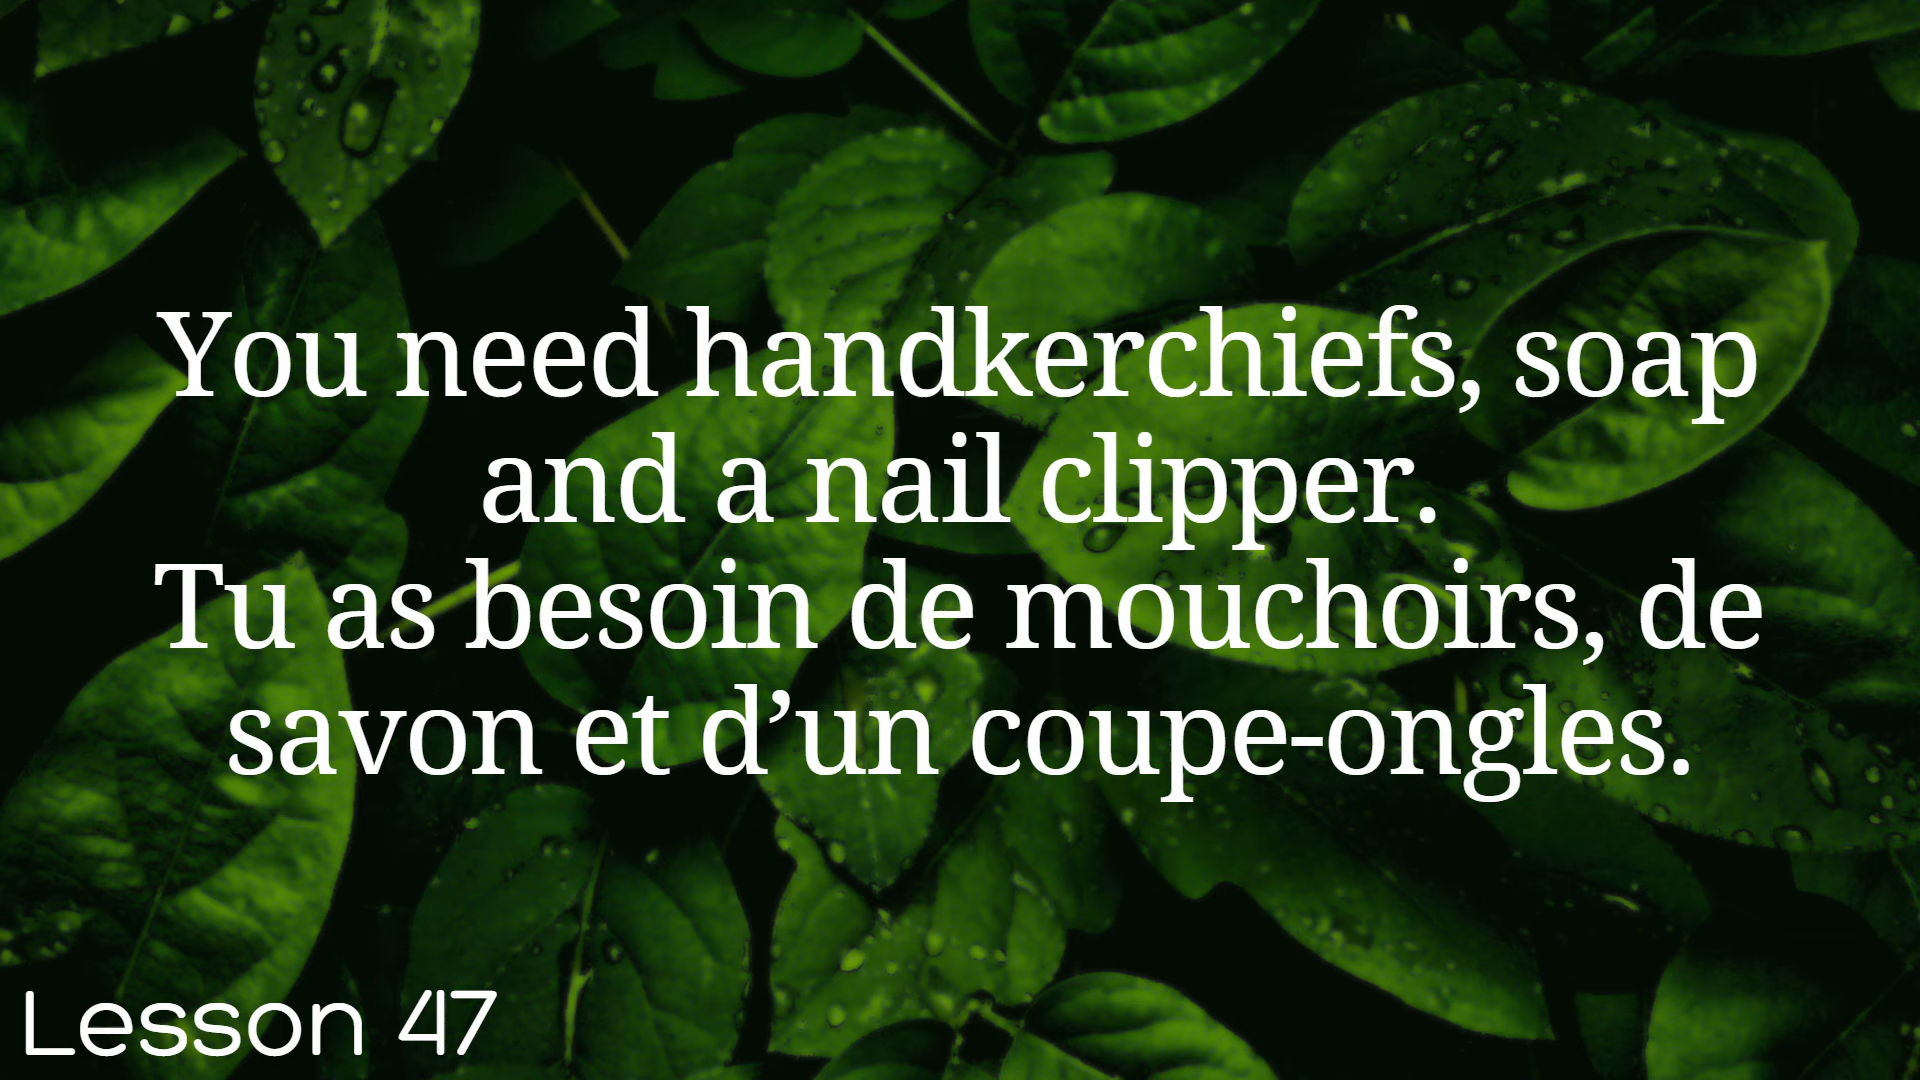 You need handkerchiefs, soap
and a nail clipper.
Tu as besoin de mouchoirs, de
savon et d’un coupe-ongles.
Lesson 47